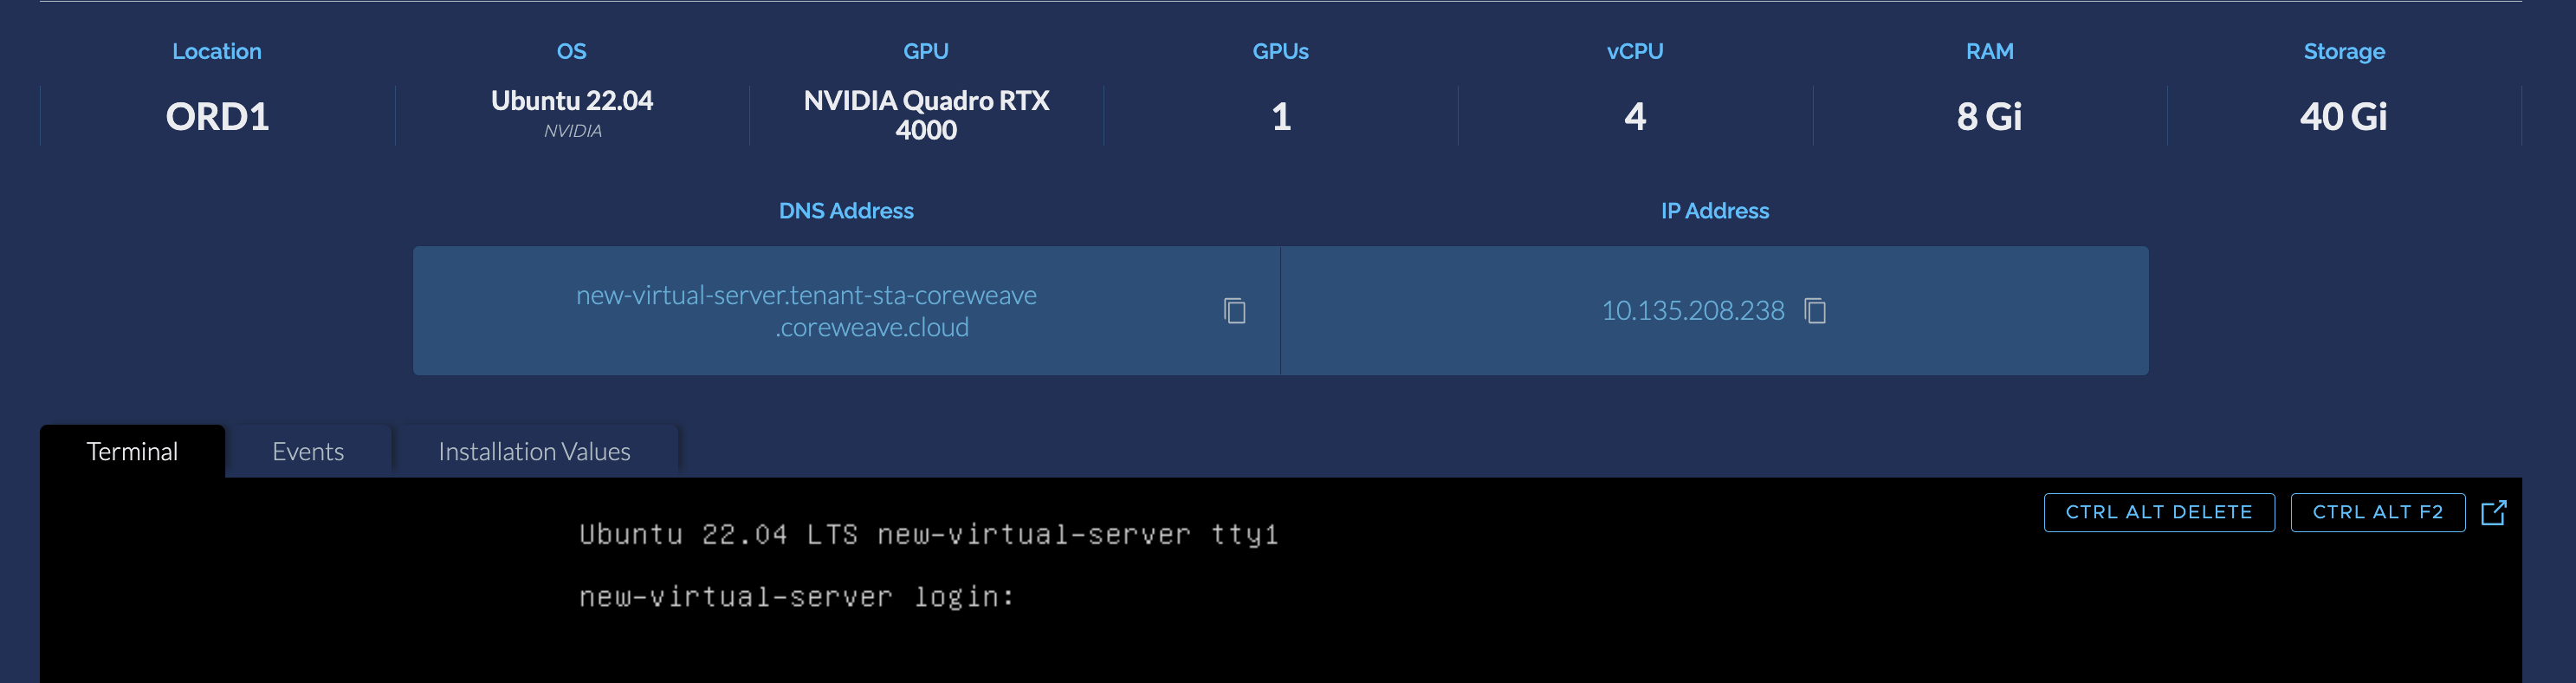 Location
OS
GPU
GPUs
vCPU
RAM
Storage
ORD1
Ubuntu 22.04
NVIDIA
NVIDIA Quadro RTX
4000
1
4
8 Gi
40 Gi
DNS Address
IP Address
new-virtual-server.tenant-sta-coreweave
.coreweave.cloud
10.135.208.238
Terminal
Events
Installation Values
CTRL ALT DELETE
CTRL ALT F2
Ubuntu 22.04 LTS new-virtual-server tty1
new-virtual-server login: